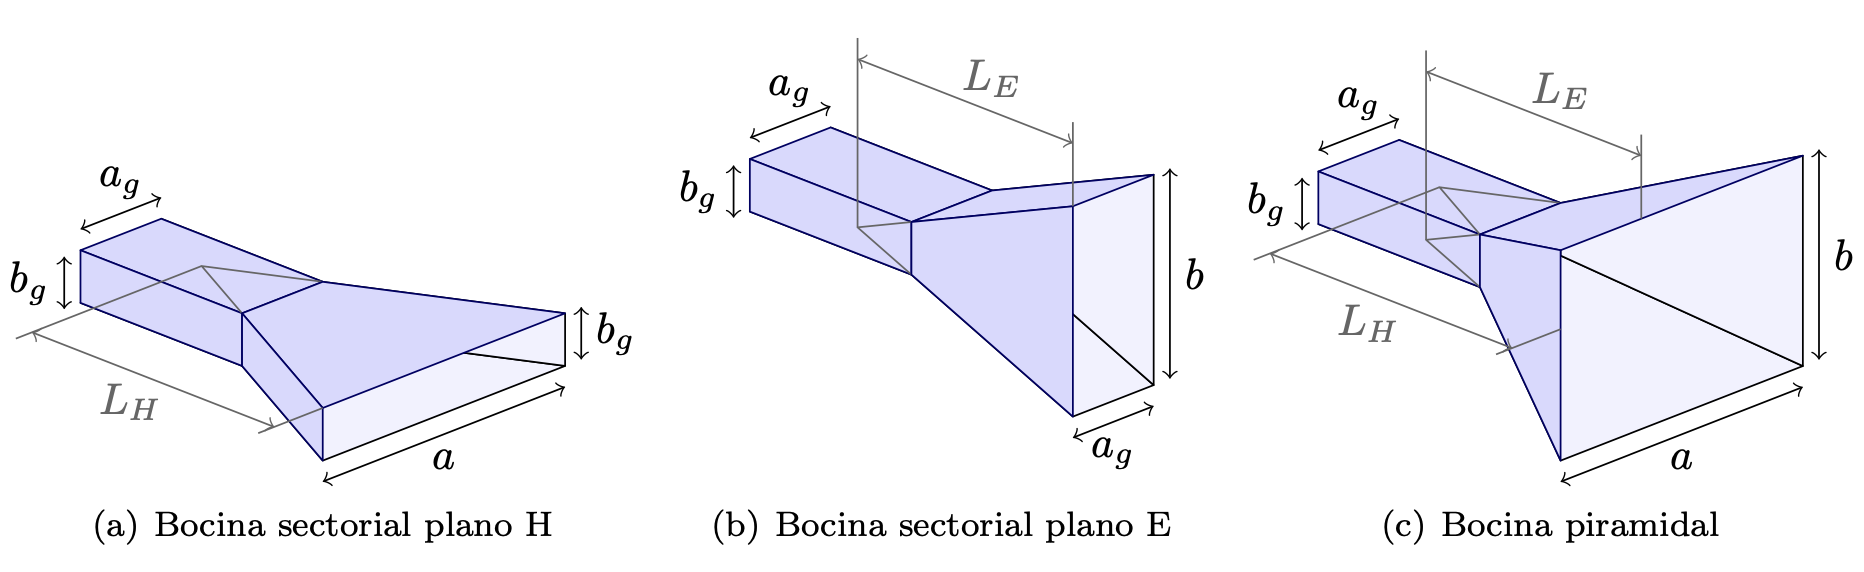 a_g
b_g
L_H
b_g
a
(a) Bocina sectorial plano H
a_g
L_E
b_g
b
a_g
(b) Bocina sectorial plano E
a_g
L_E
b_g
L_H
b
a
(c) Bocina piramidal